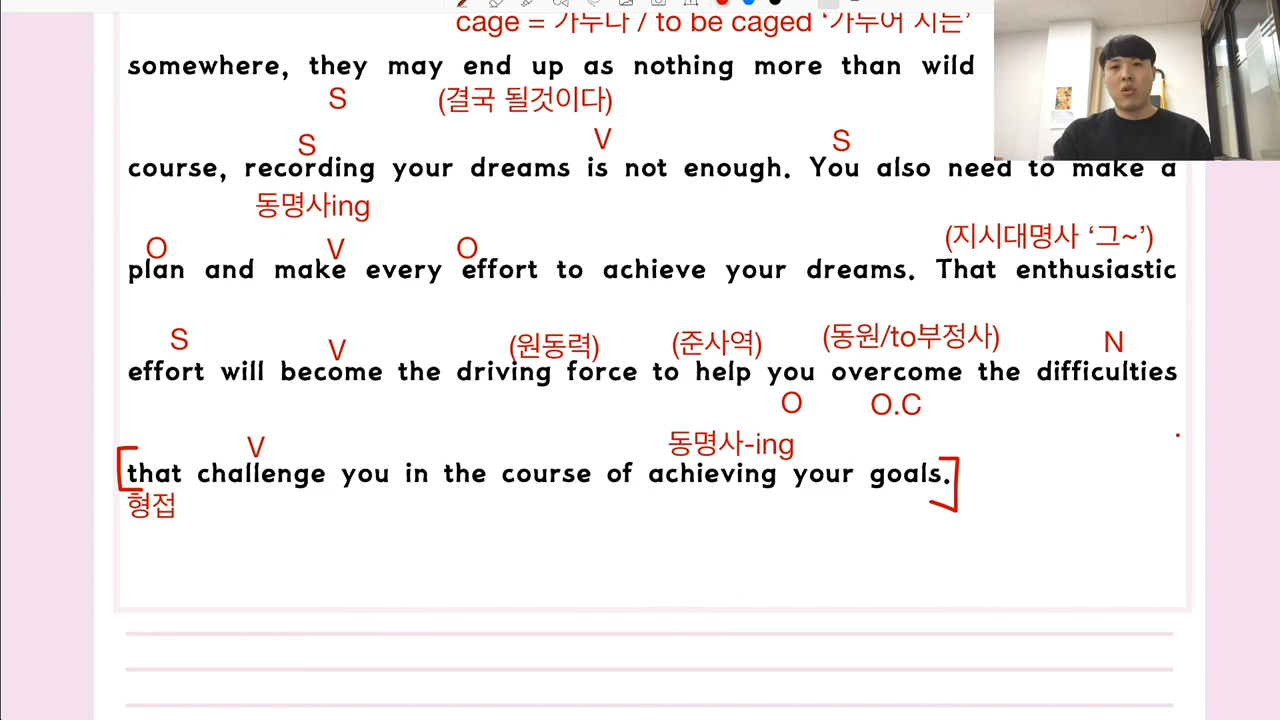 cage = 가두다 / to be caged ‘가두어 지는’
somewhere, they may end up as nothing more than wild
S (결국 될것이다)
S V S
course, recording your dreams is not enough. You also need to make a
동명사ing
O V O (지시대명사 ‘그~’)
plan and make every effort to achieve your dreams. That enthusiastic
S V (원동력) (준사역) (동원/to부정사) N
effort will become the driving force to help you overcome the difficulties
O O.C
V 동명사-ing
that challenge you in the course of achieving your goals.
형접